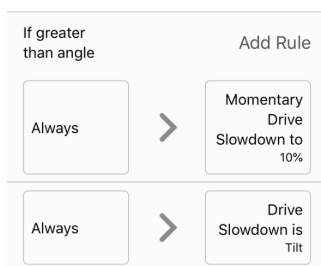 If greater
than angle
Add Rule
Always
Momentary
Drive
Slowdown to
10%
Always
Drive
Slowdown is
Tilt